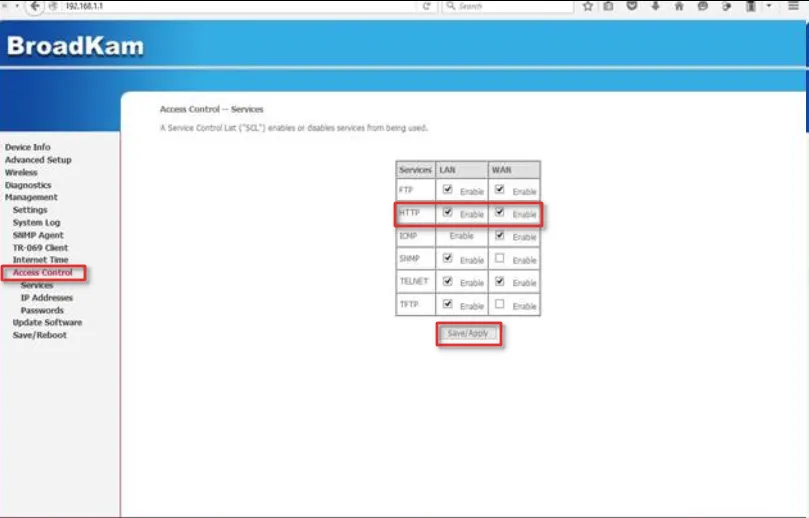 192.168.1.1
Search
BroadKam
Access Control -- Services
A Service Control List ("SCL") enables or disables services from being used.
Device Info
Advanced Setup
Wireless
Diagnostics
Management
Settings
System Log
SNMP Agent
TR-069 Client
Internet Time
Access Control
Services
IP Addresses
Passwords
Update Software
Save/Reboot
Services LAN WAN
FTP Enable Enable
HTTP Enable Enable
ICMP Enable Enable
SNMP Enable Enable
TELNET Enable Enable
TFTP Enable Enable
Save/Apply